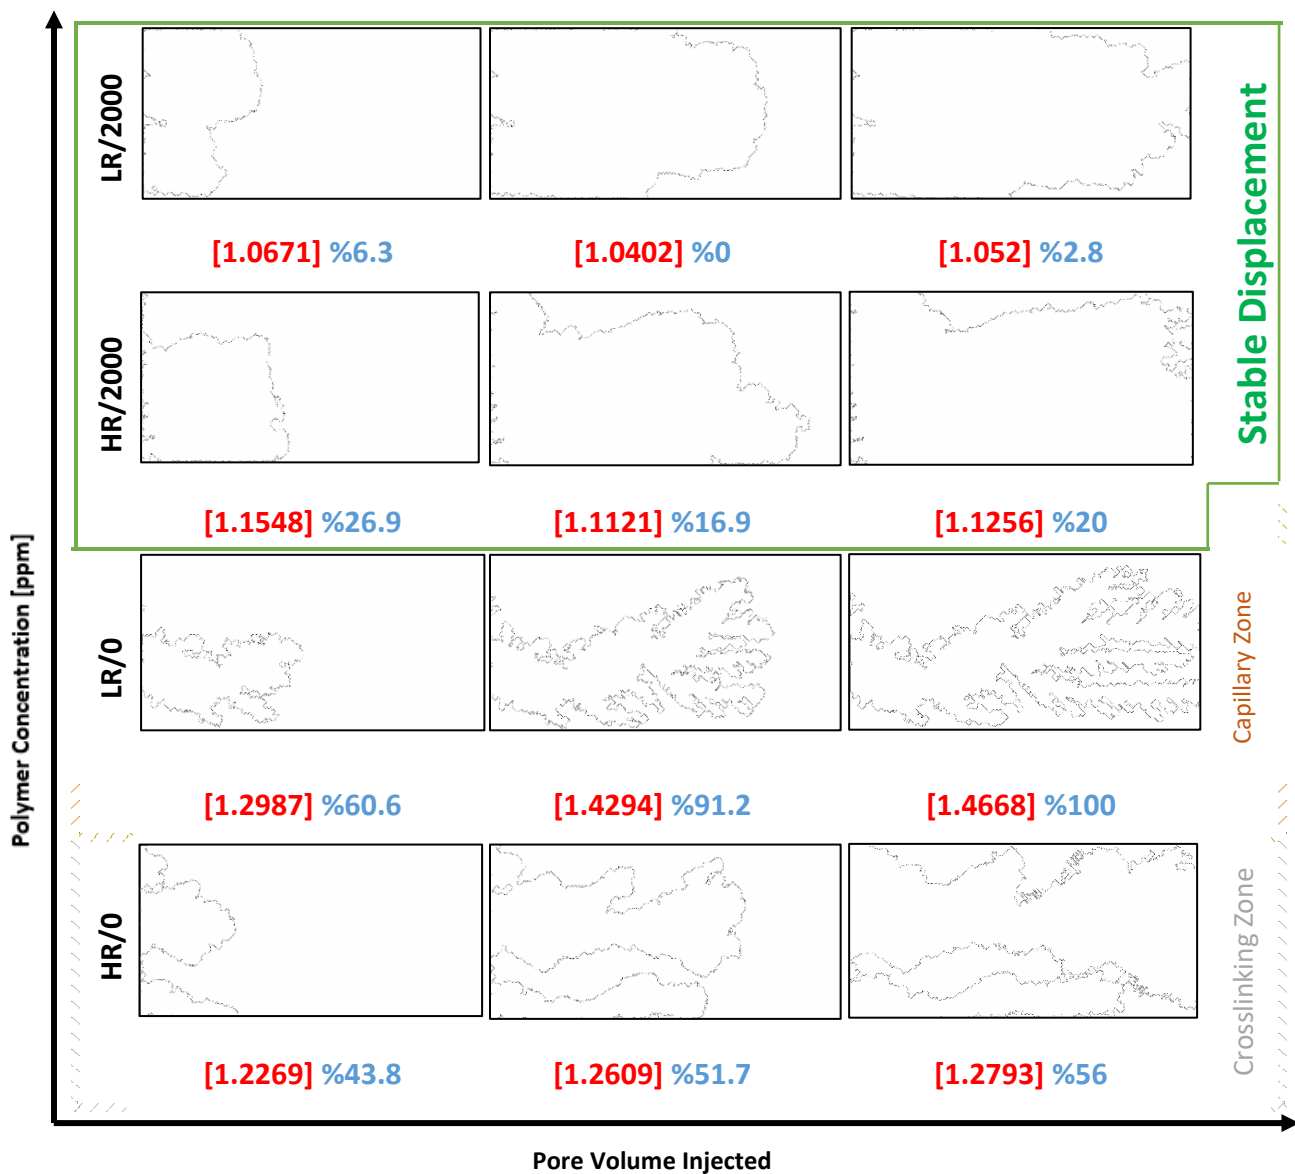 LR/2000
[1.0671] %6.3
[1.0402] %0
[1.052] %2.8
HR/2000
[1.1548] %26.9
[1.1121] %16.9
[1.1256] %20
Stable Displacement
LR/0
[1.2987] %60.6
[1.4294] %91.2
[1.4668] %100
Capillary Zone
HR/0
[1.2269] %43.8
[1.2609] %51.7
[1.2793] %56
Crosslinking Zone
Polymer Concentration [ppm]
Pore Volume Injected